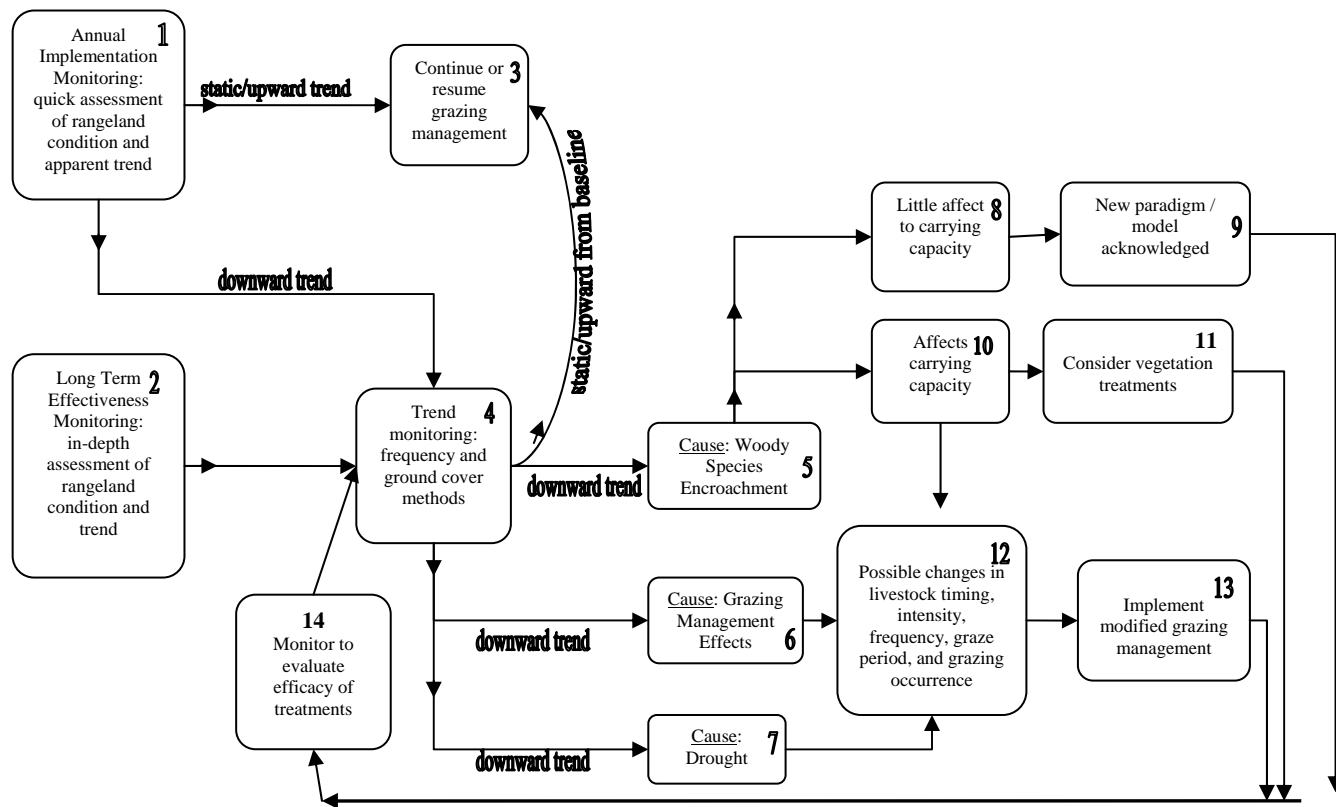 Annual 1
Implementation
Monitoring:
quick assessment
of rangeland
condition and
apparent trend
static/upward trend
Continue or 3
resume
grazing
management
downward trend
static/upward from baseline
Long Term 2
Effectiveness
Monitoring:
in-depth
assessment of
rangeland
condition and
trend
Trend 4
monitoring:
frequency and
ground cover
methods
downward trend
Cause: Woody
Species 5
Encroachment
Little affect 8
to carrying
capacity
New paradigm /
model 9
acknowledged
Affects 10
carrying
capacity
11
Consider vegetation
treatments
downward trend
Cause: Grazing
Management
Effects 6
12
Possible changes in
livestock timing,
intensity,
frequency, graze
period, and grazing
occurrence
13
Implement
modified grazing
management
downward trend
Cause: 7
Drought
14
Monitor to
evaluate
efficacy of
treatments